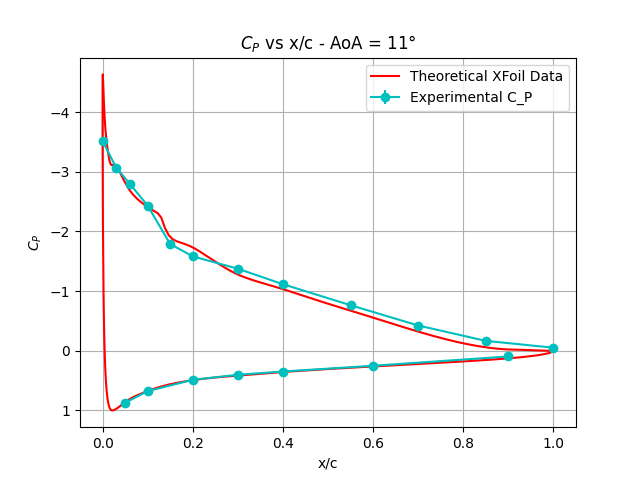 C_P vs x/c - AoA = 11°
Theoretical XFoil Data
Experimental C_P
C_P
−4
−3
−2
−1
0
1
0.0 0.2 0.4 0.6 0.8 1.0
x/c